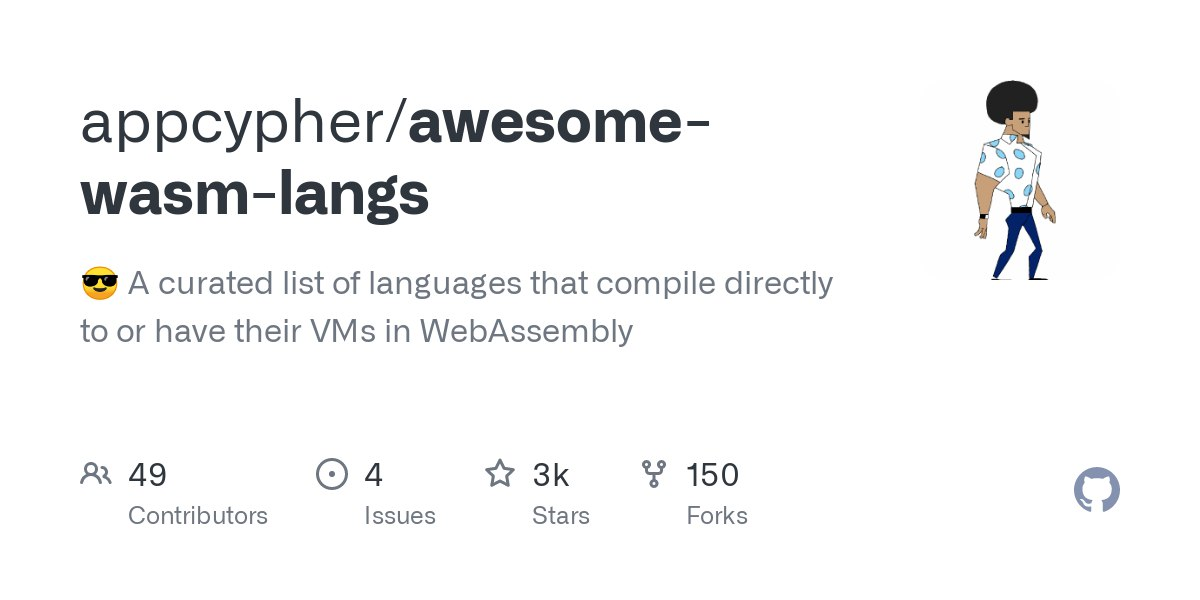 appcypher/awesome-
wasm-langs
😎 A curated list of languages that compile directly
to or have their VMs in WebAssembly
49 4 3k 150
Contributors Issues Stars Forks